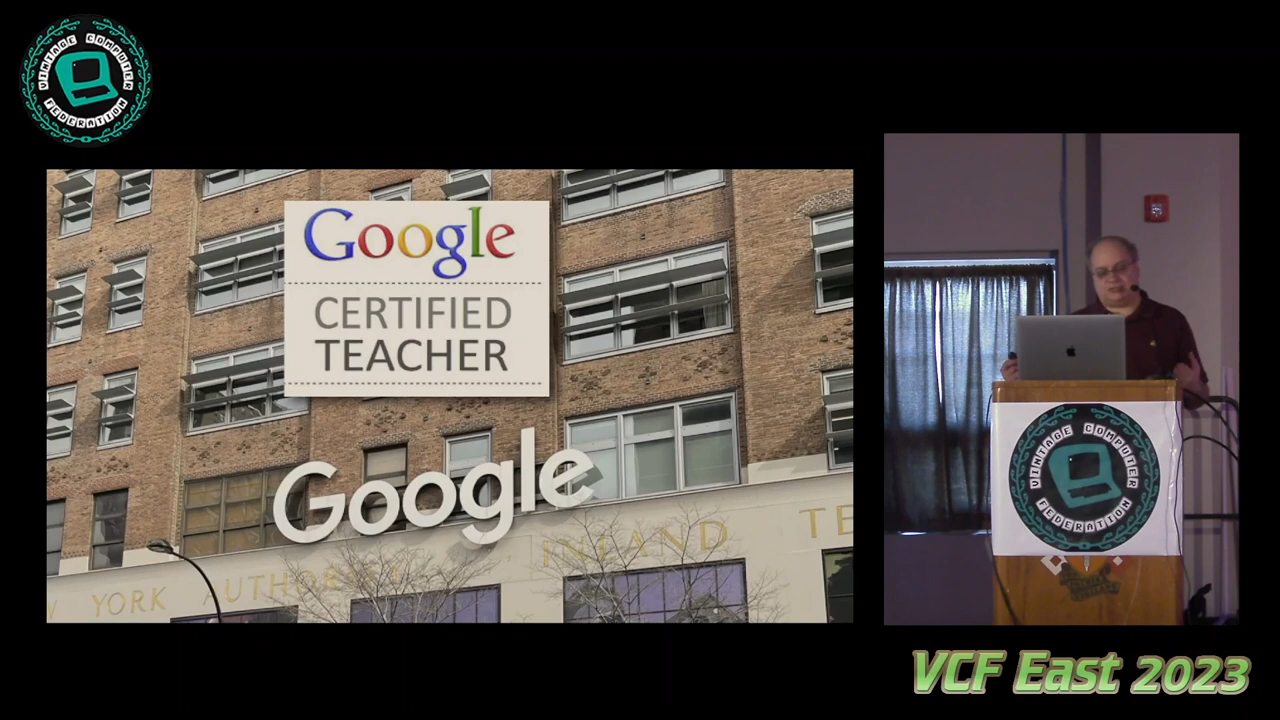 VINTAGE COMPUTER FEDERATION
Google
CERTIFIED
TEACHER
Google
YORK AUTHOR
INLAND TE
VINTAGE COMPUTER FEDERATION
VCF East 2023